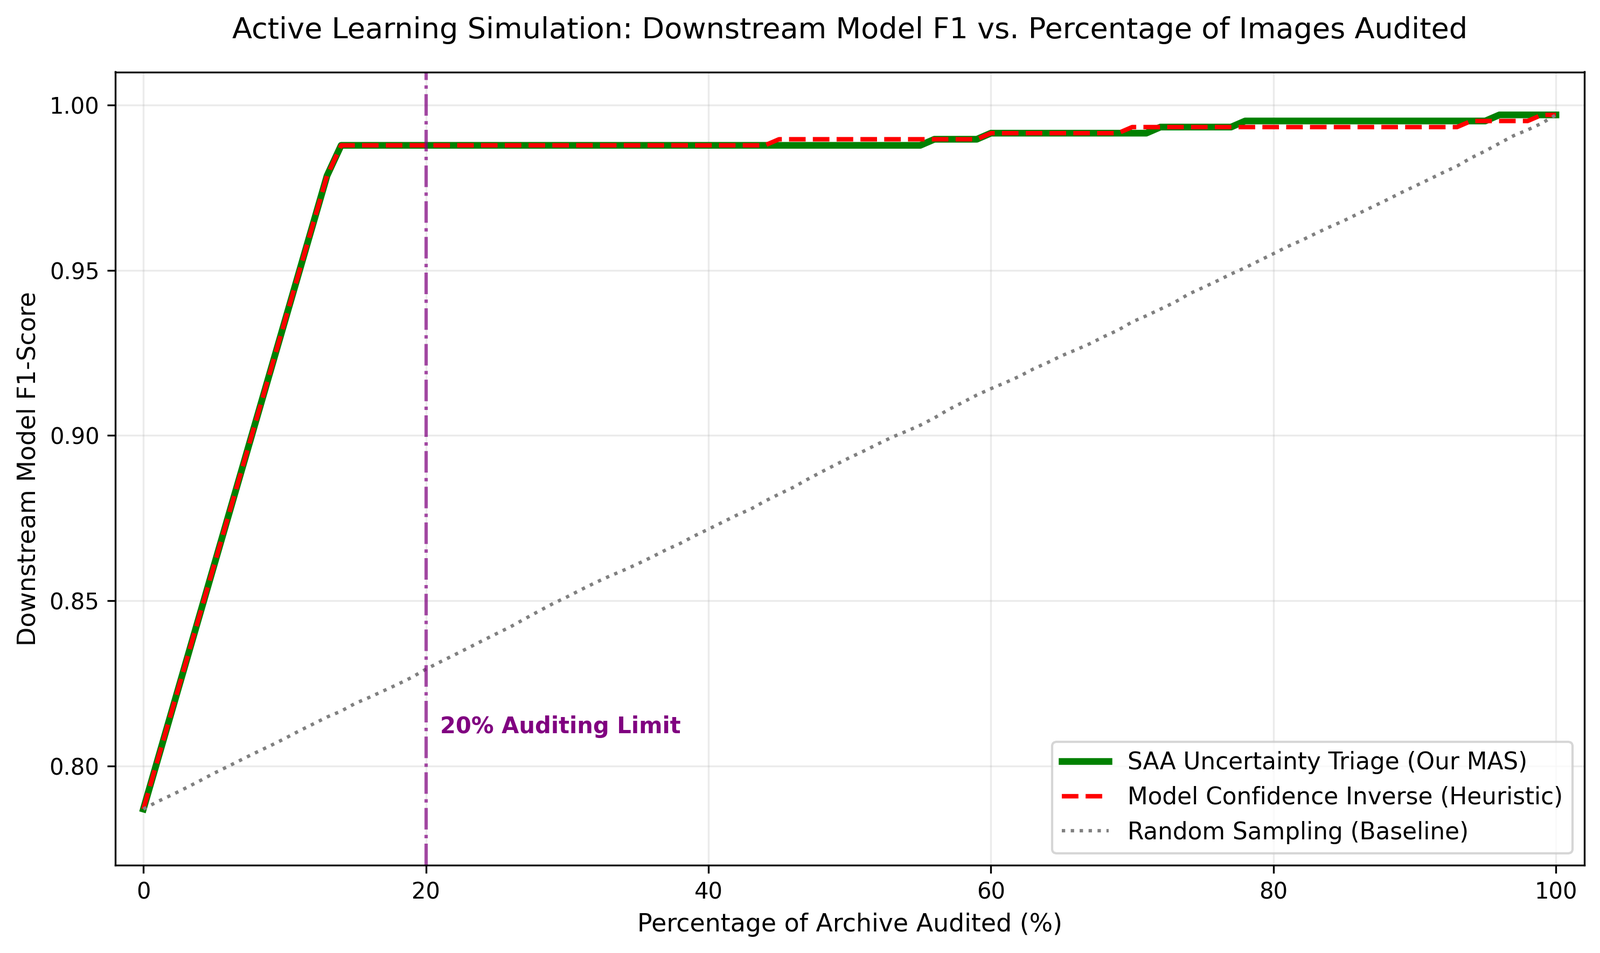 Active Learning Simulation: Downstream Model F1 vs. Percentage of Images Audited
Downstream Model F1-Score
1.00
0.95
0.90
0.85
0.80
20% Auditing Limit
SAA Uncertainty Triage (Our MAS)
Model Confidence Inverse (Heuristic)
Random Sampling (Baseline)
0
20
40
60
80
100
Percentage of Archive Audited (%)